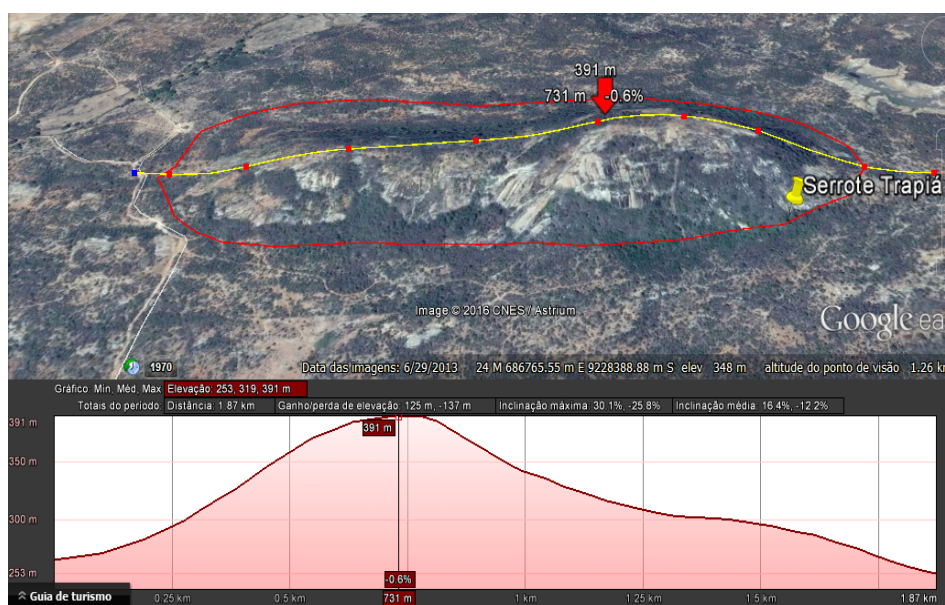 391 m
731 m -0.6%
Serrote Trapiá
Image © 2016 CNES / Astrium
Google ea
1970
Data das imagens: 6/29/2013 24 M 686765.55 m E 9228388.88 m S elev 348 m altitude do ponto de visão 1.26 km
Gráfico: Min, Méd, Máx Elevação: 253, 319, 391 m
Totais do período: Distância: 1.87 km Ganho/perda de elevação: 125 m, -137 m Inclinação máxima: 30.1%, -25.8% Inclinação média: 16.4%, -12.2%
391 m
391 m
350 m
300 m
253 m
-0.6%
Guia de turismo 0.25 km 0.5 km 731 m 1 km 1.25 km 1.5 km 1.87 km